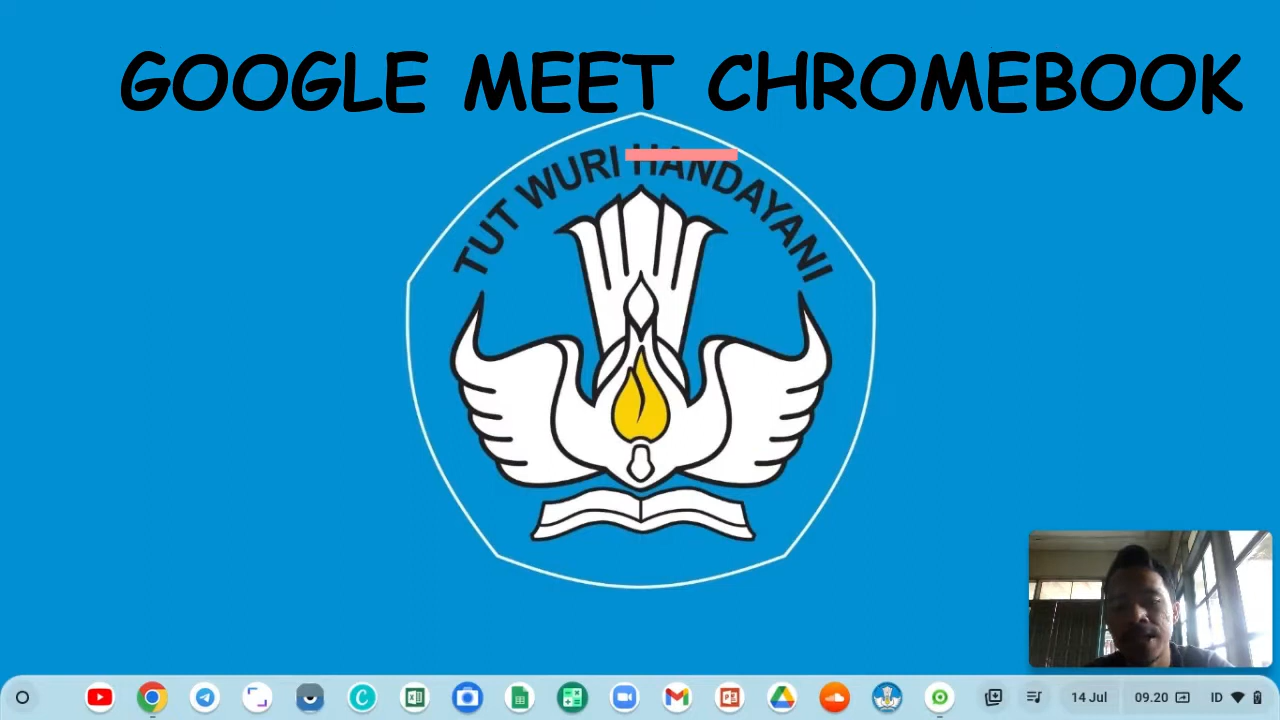 GOOGLE MEET CHROMEBOOK
TUT WURI HANDAYANI
14 Jul
09.20
ID